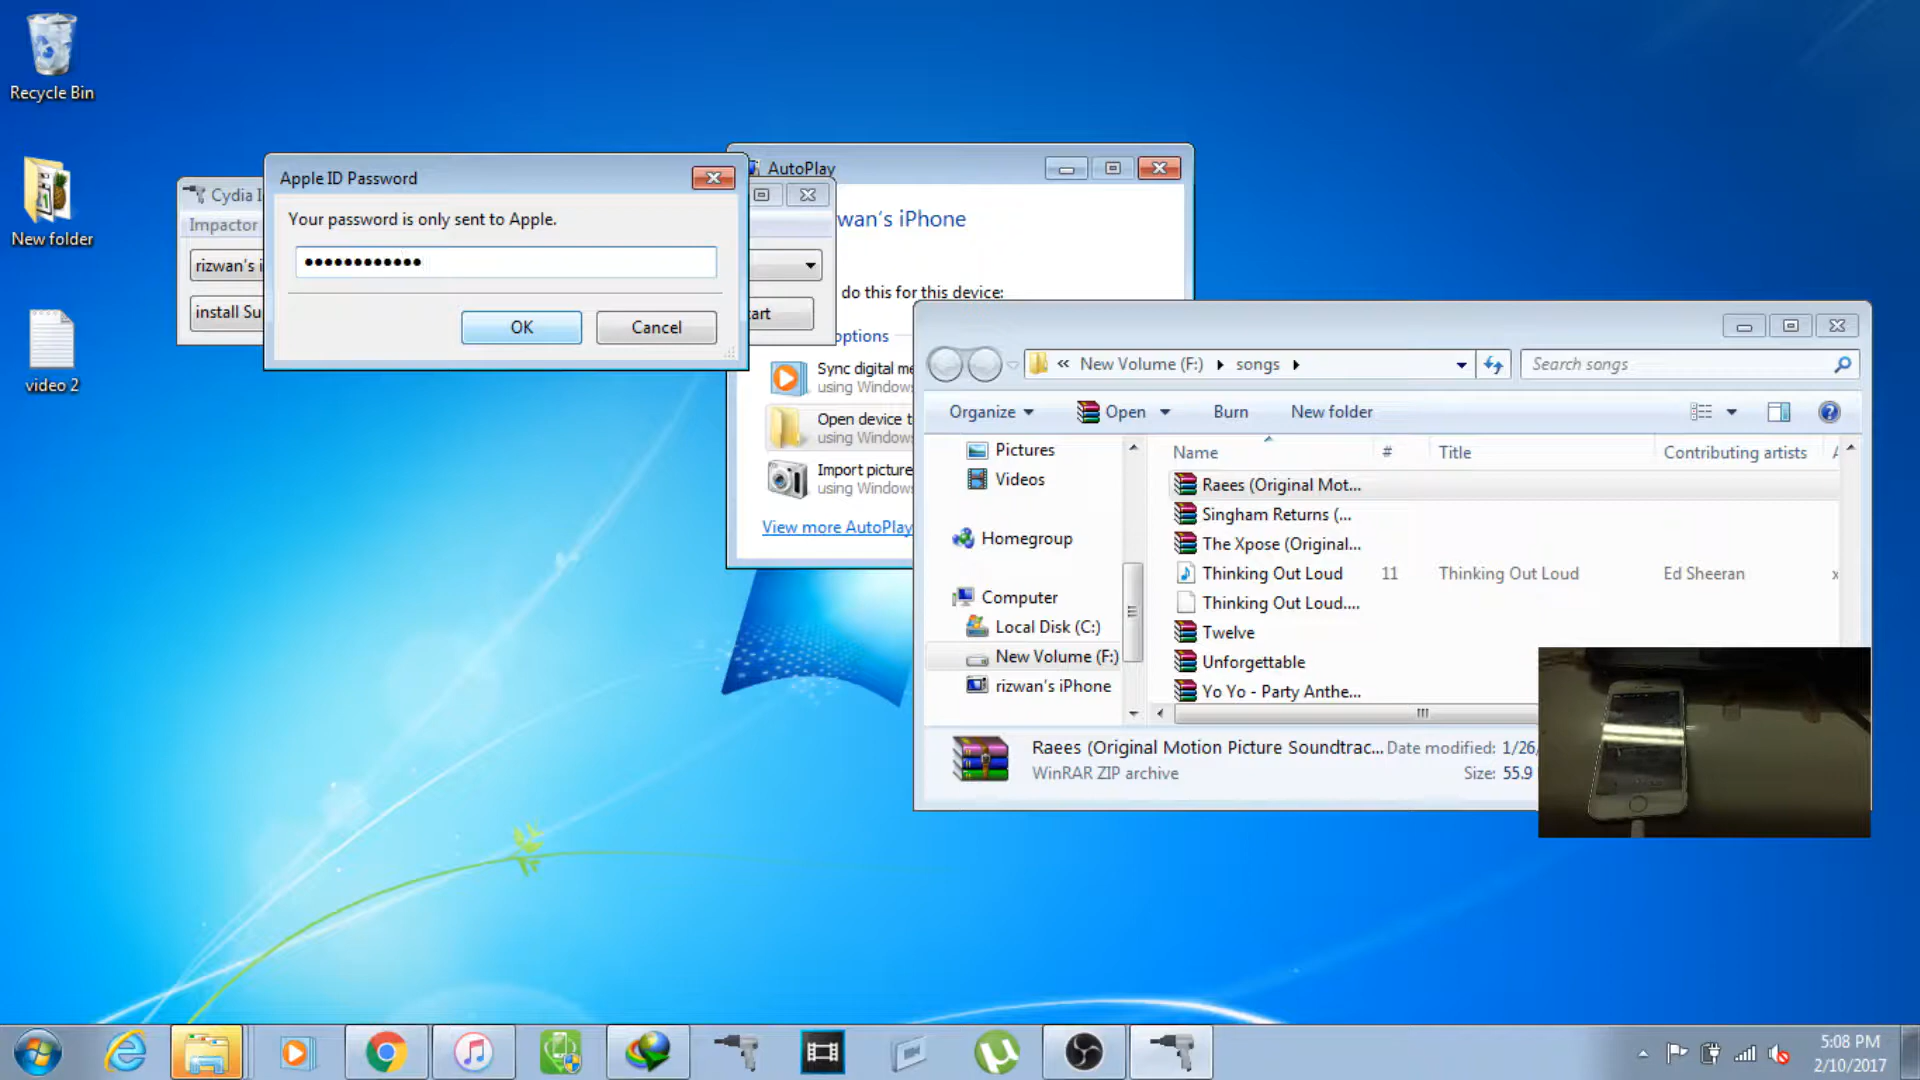 Recycle Bin
New folder
video 2
Cydia I
Impactor
rizwan's i
install Su
art
Apple ID Password
Your password is only sent to Apple.
●●●●●●●●●●●●
OK
Cancel
AutoPlay
wan's iPhone
do this for this device:
options
Sync digital me
using Windows
Open device t
using Windows
Import picture
using Windows
View more AutoPlay
« New Volume (F:) ▸ songs ▸
Search songs
Organize
Open
Burn
New folder
Pictures
Videos
Homegroup
Computer
Local Disk (C:)
New Volume (F:)
rizwan's iPhone
Name # Title Contributing artists
Raees (Original Mot...
Singham Returns (...
The Xpose (Original...
Thinking Out Loud 11 Thinking Out Loud Ed Sheeran x
Thinking Out Loud....
Twelve
Unforgettable
Yo Yo - Party Anthe...
Raees (Original Motion Picture Soundtrac... Date modified: 1/26/
WinRAR ZIP archive Size: 55.9
5:08 PM
2/10/2017